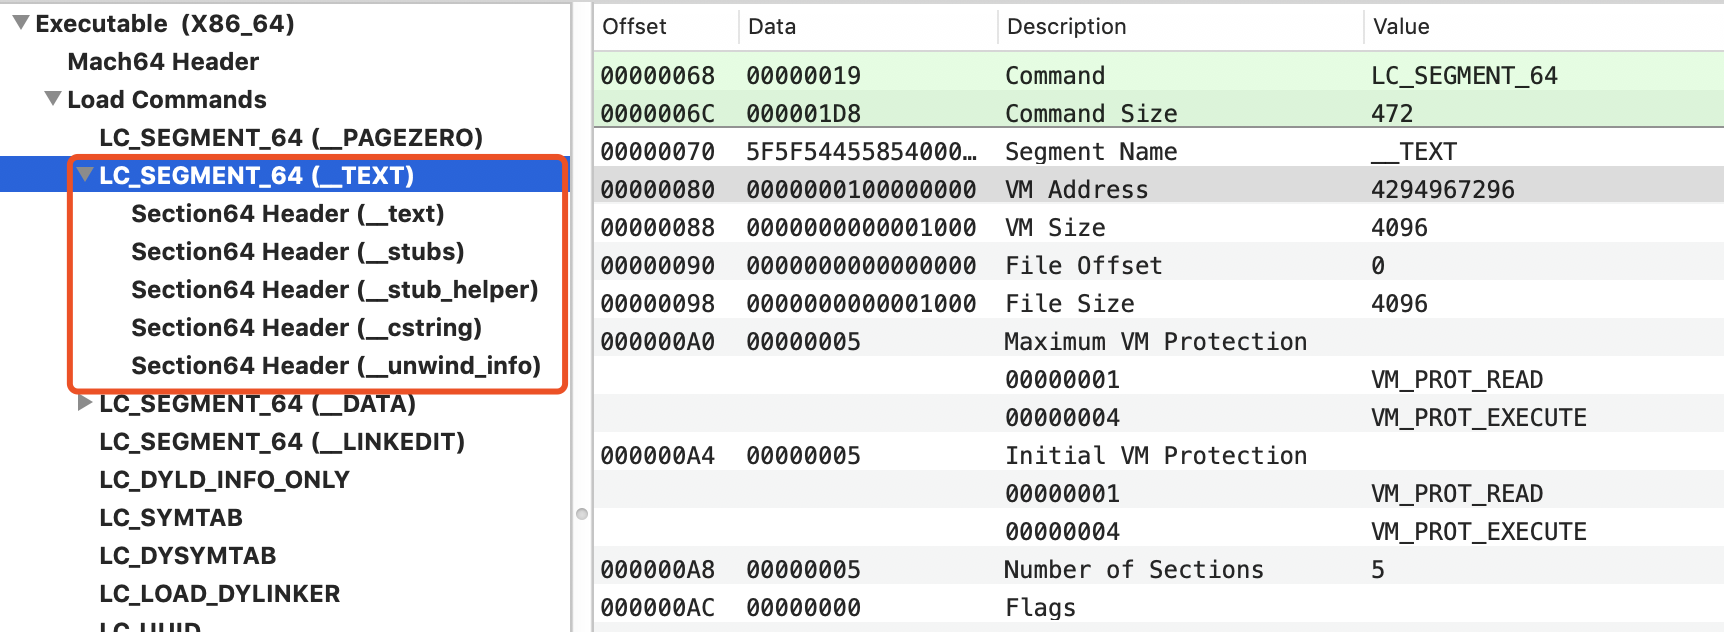 Executable (X86_64)
Mach64 Header
Load Commands
LC_SEGMENT_64 (__PAGEZERO)
LC_SEGMENT_64 (__TEXT)
Section64 Header (__text)
Section64 Header (__stubs)
Section64 Header (__stub_helper)
Section64 Header (__cstring)
Section64 Header (__unwind_info)
LC_SEGMENT_64 (__DATA)
LC_SEGMENT_64 (__LINKEDIT)
LC_DYLD_INFO_ONLY
LC_SYMTAB
LC_DYSYMTAB
LC_LOAD_DYLINKER
LC_UUID
Offset Data Description Value
00000068 00000019 Command LC_SEGMENT_64
0000006C 000001D8 Command Size 472
00000070 5F5F54455854000… Segment Name __TEXT
00000080 0000000100000000 VM Address 4294967296
00000088 0000000000001000 VM Size 4096
00000090 0000000000000000 File Offset 0
00000098 0000000000001000 File Size 4096
000000A0 00000005 Maximum VM Protection
00000001 VM_PROT_READ
00000004 VM_PROT_EXECUTE
000000A4 00000005 Initial VM Protection
00000001 VM_PROT_READ
00000004 VM_PROT_EXECUTE
000000A8 00000005 Number of Sections 5
000000AC 00000000 Flags